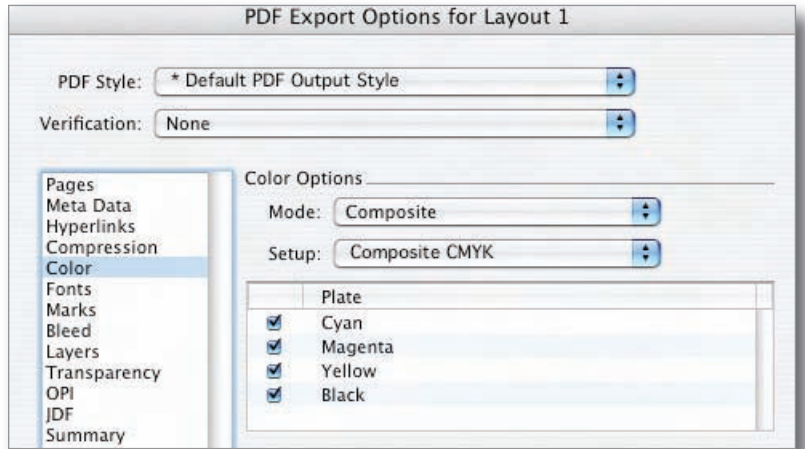 PDF Export Options for Layout 1
PDF Style: * Default PDF Output Style
Verification: None
Pages
Meta Data
Hyperlinks
Compression
Color
Fonts
Marks
Bleed
Layers
Transparency
OPI
JDF
Summary
Color Options
Mode: Composite
Setup: Composite CMYK
Plate
Cyan
Magenta
Yellow
Black